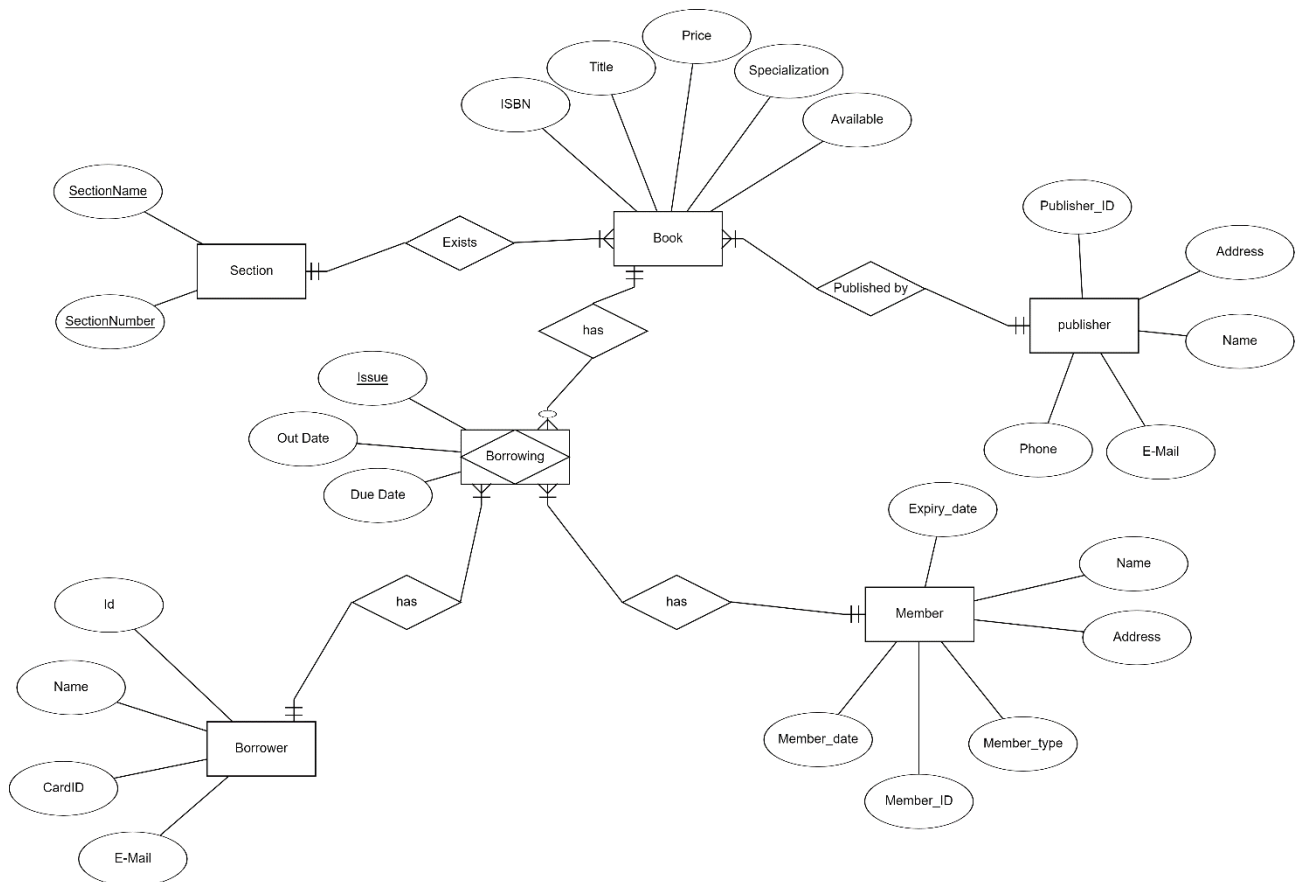 Price
Title
Specialization
ISBN
Available
SectionName
Publisher_ID
Book
Exists
Address
Section
Published by
SectionNumber
has
publisher
Name
Issue
Out Date
Borrowing
Phone
E-Mail
Due Date
Expiry_date
Name
Id
has
has
Member
Address
Name
Member_date
Member_type
Borrower
CardID
Member_ID
E-Mail